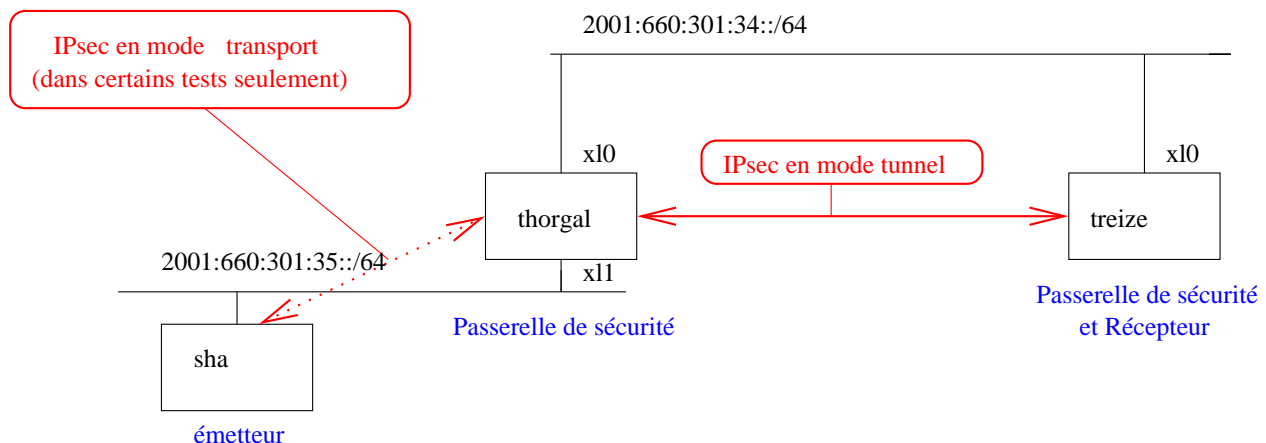 2001:660:301:34::/64
IPsec en mode transport
(dans certains tests seulement)
xl0
xl0
IPsec en mode tunnel
thorgal
treize
2001:660:301:35::/64
xl1
Passerelle de sécurité
Passerelle de sécurité
et Récepteur
sha
émetteur